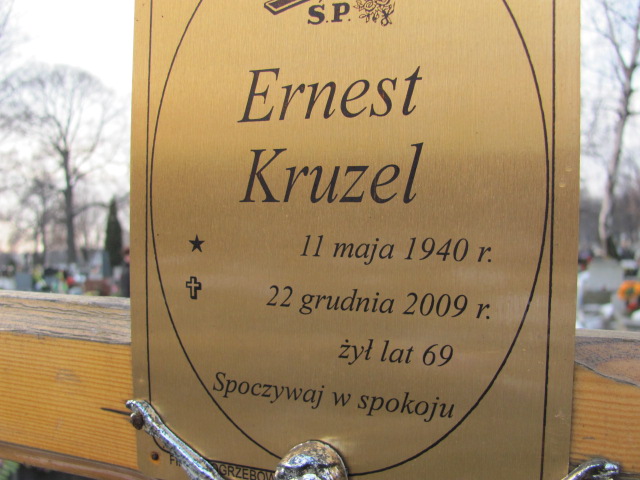 Ś.P.
Ernest
Kruzel
11 maja 1940 r.
22 grudnia 2009 r.
żył lat 69
Spoczywaj w spokoju